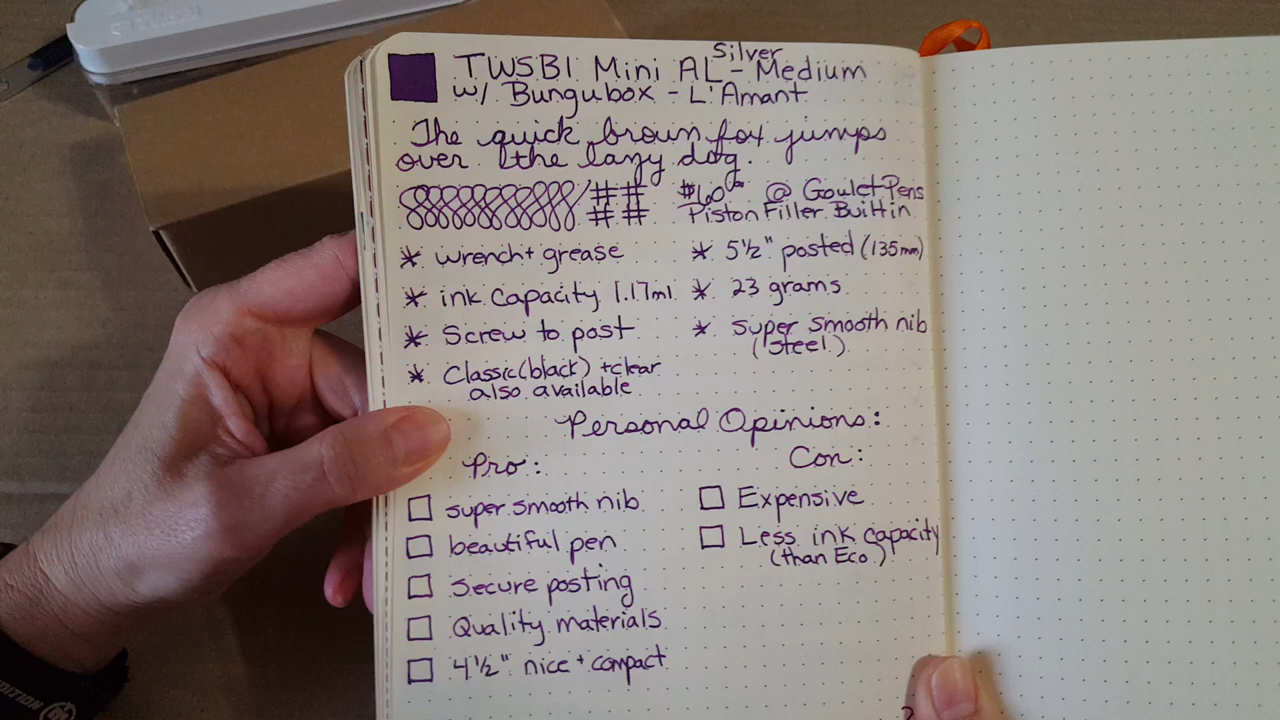 Silver
TWSBI Mini AL - Medium
w/ Bungubox - L'Amant
The quick brown fox jumps
over the lazy dog.
## $60.00 @ Goulet Pens
## Piston Filler Built in
* wrench + grease
* ink capacity 1.17ml
* Screw to post
* Classic (black) + clear
also available
* 5½" posted (135mm)
* 23 grams
* super smooth nib
(steel)
Personal Opinions:
Pro:
super smooth nib
beautiful pen
Secure posting
Quality materials
4½" nice + compact
Con:
Expensive
Less ink capacity
(than Eco)